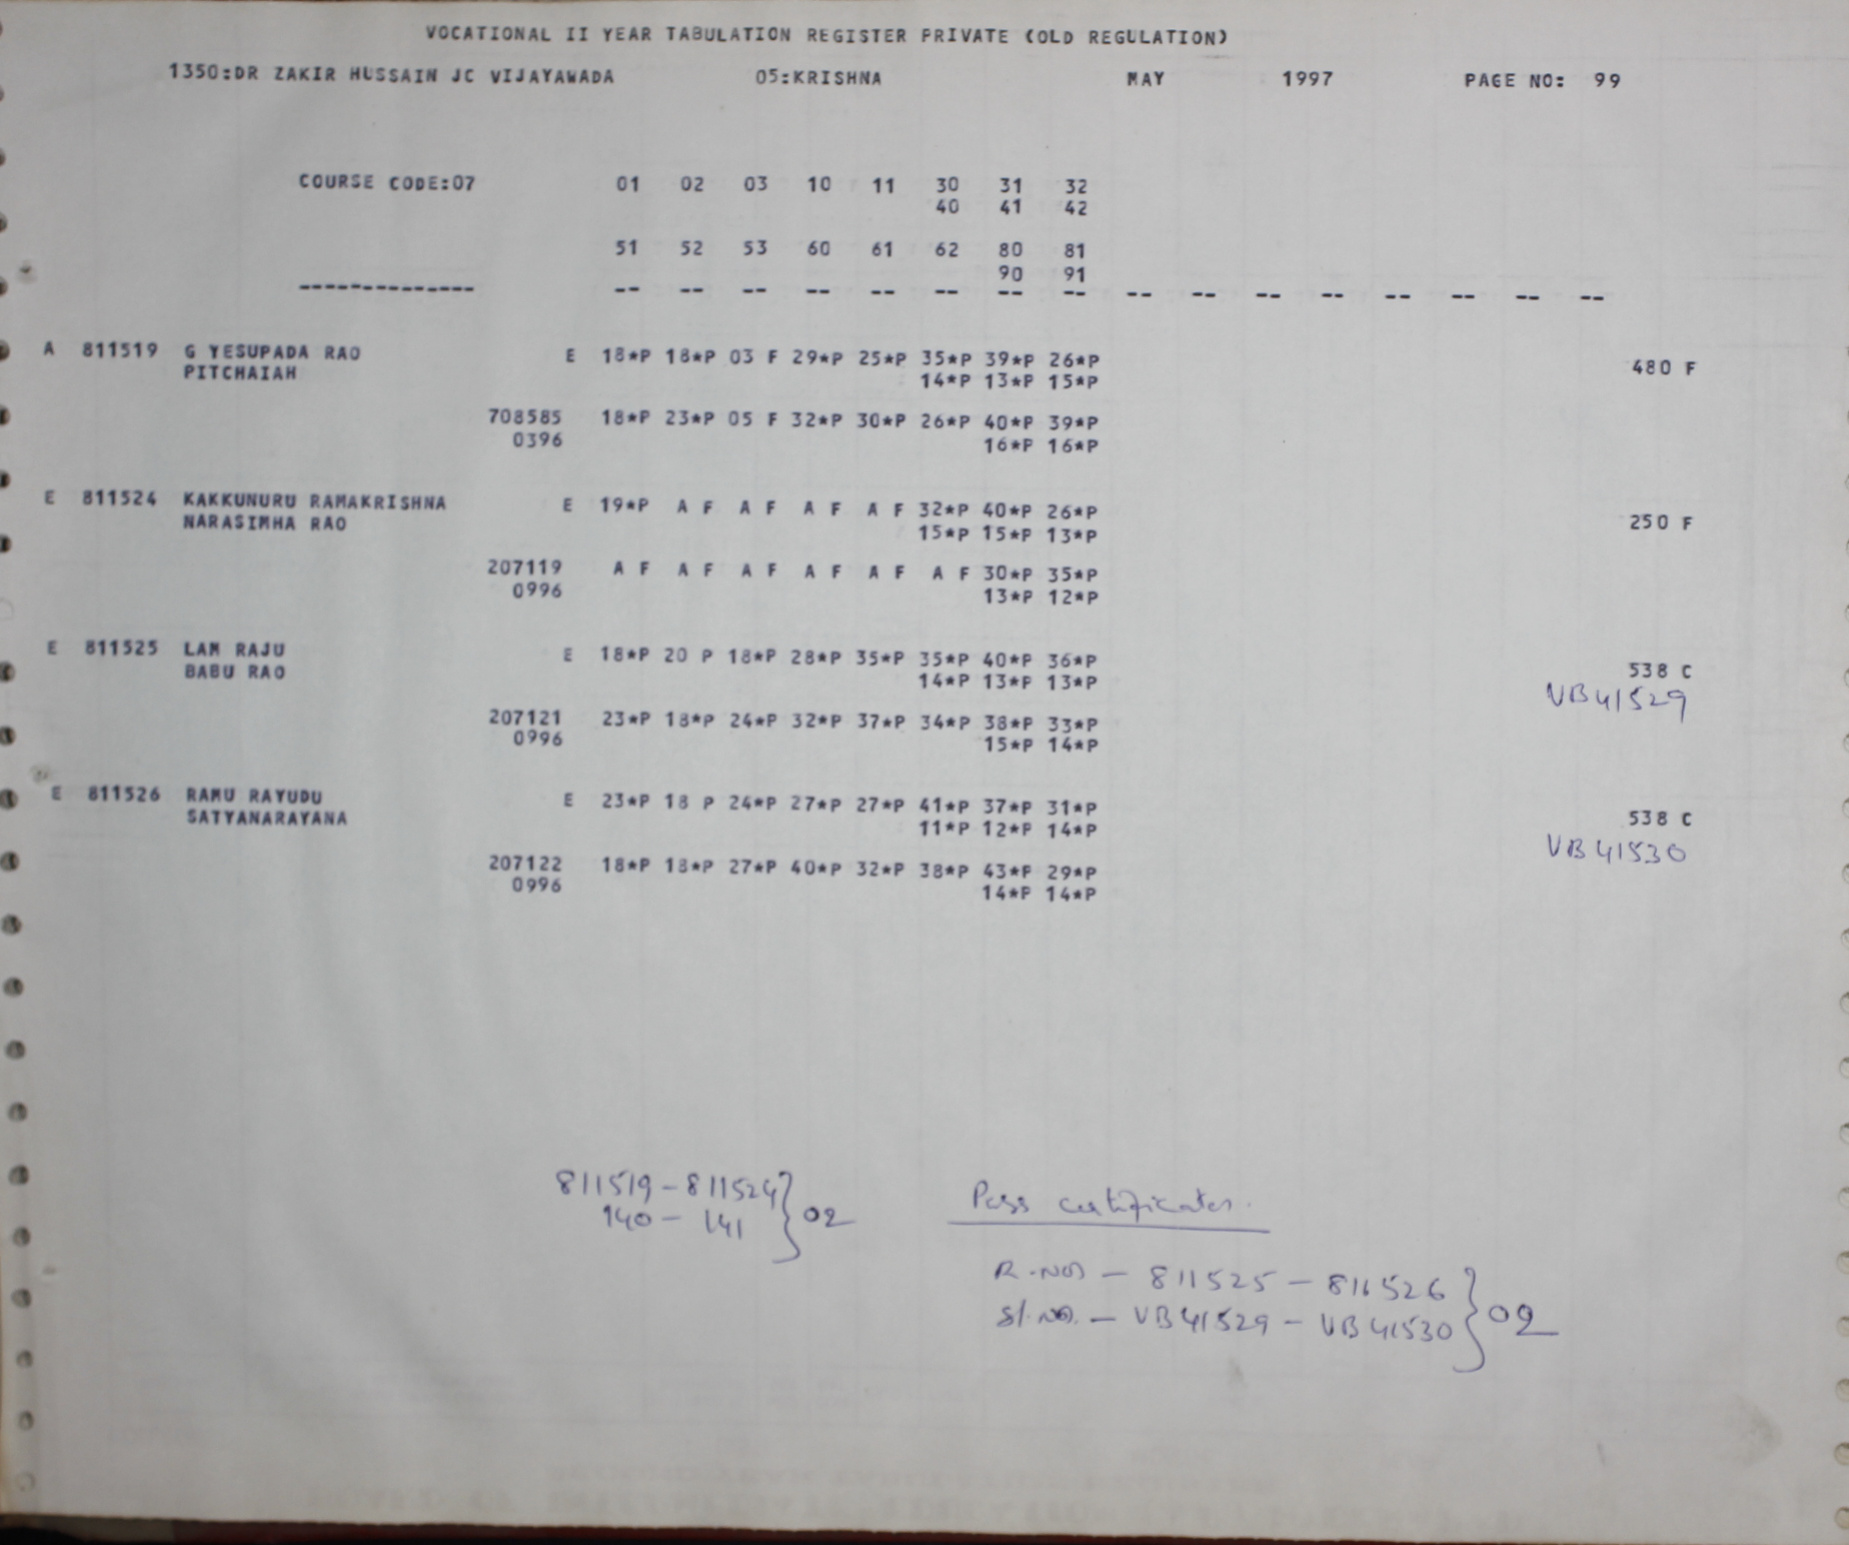 VOCATIONAL II YEAR TABULATION REGISTER PRIVATE (OLD REGULATION)
1350:DR ZAKIR HUSSAIN JC VIJAYAWADA 05:KRISHNA MAY 1997 PAGE NO: 99
COURSE CODE:07 01 02 03 10 11 30 31 32
40 41 42
51 52 53 60 61 62 80 81
90 91
-------------- -- -- -- -- -- -- -- -- -- -- -- -- -- -- -- --
A 811519 G YESUPADA RAO E 18*P 18*P 03 F 29*P 25*P 35*P 39*P 26*P 480 F
PITCHAIAH 14*P 13*P 15*P
708585 18*P 23*P 05 F 32*P 30*P 26*P 40*P 39*P
0396 16*P 16*P
E 811524 KAKKUNURU RAMAKRISHNA E 19*P A F A F A F A F 32*P 40*P 26*P 250 F
NARASIMHA RAO 15*P 15*P 13*P
207119 A F A F A F A F A F A F 30*P 35*P
0996 13*P 12*P
E 811525 LAM RAJU E 18*P 20 P 18*P 28*P 35*P 35*P 40*P 36*P 538 C
BABU RAO 14*P 13*P 13*P
VB41529
207121 23*P 18*P 24*P 32*P 37*P 34*P 38*P 33*P
0996 15*P 14*P
E 811526 RAMU RAYUDU E 23*P 18 P 24*P 27*P 27*P 41*P 37*P 31*P 538 C
SATYANARAYANA 11*P 12*P 14*P
VB41530
207122 18*P 18*P 27*P 40*P 32*P 38*P 43*P 29*P
0996 14*P 14*P
811519 - 811524
140 - 141 } 02
Pass certificates.
R.NOs - 811525 - 811526
Sl.NOs. - VB41529 - VB41530 } 02